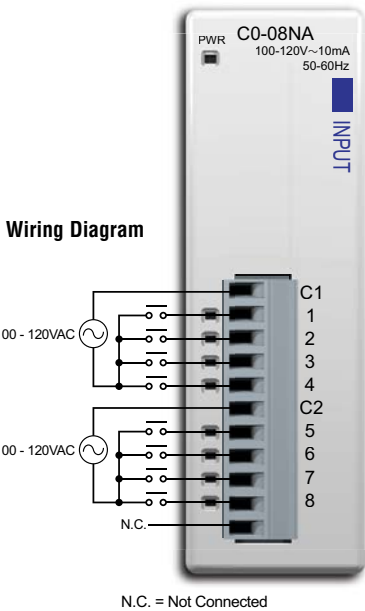 PWR
C0-08NA
100-120V~10mA
50-60Hz
INPUT
Wiring Diagram
C1
1
00 - 120VAC
2
3
4
C2
5
00 - 120VAC
6
7
8
N.C.
N.C. = Not Connected